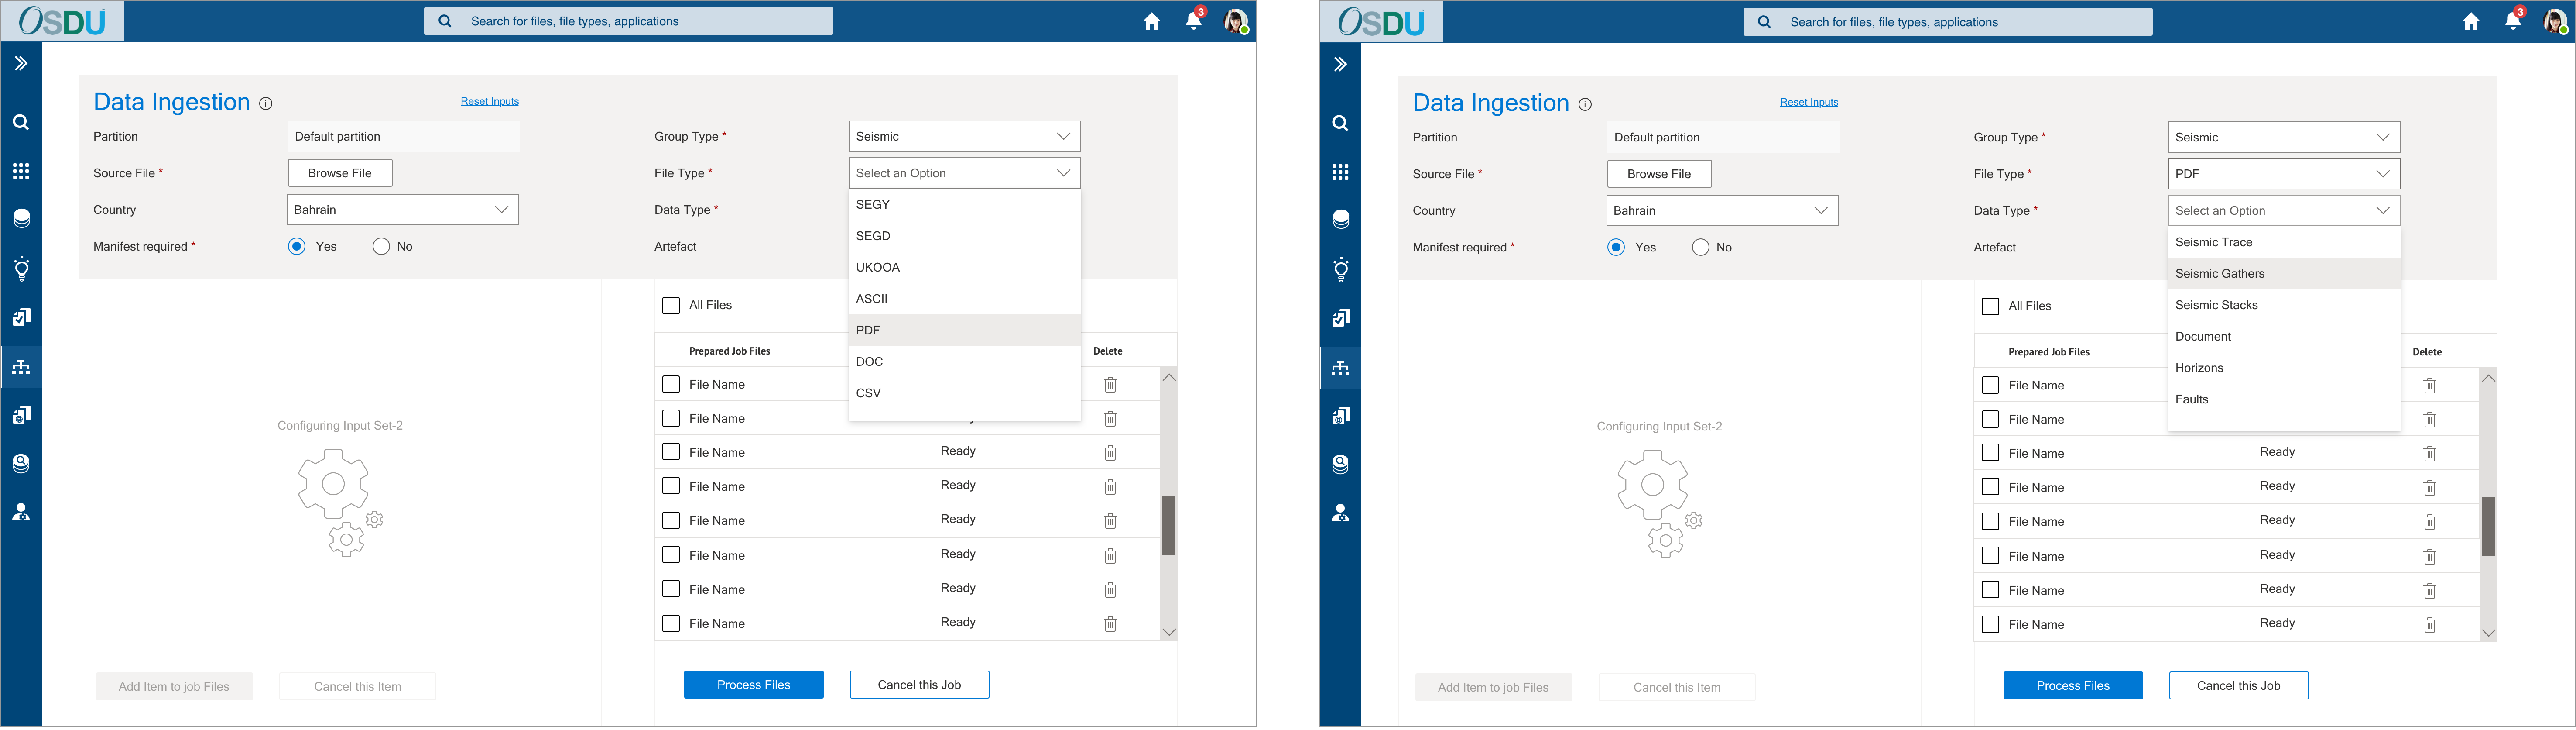 OSDU
Search for files, file types, applications
3
Data Ingestion
Reset Inputs
Partition
Default partition
Group Type *
Seismic
Source File *
Browse File
File Type *
Select an Option
Country
Bahrain
Data Type *
Manifest required *
Yes
No
Artefact
SEGY
SEGD
UKOOA
ASCII
PDF
DOC
CSV
All Files
Prepared Job Files
Delete
File Name
File Name
File Name
Ready
File Name
Ready
File Name
Ready
File Name
Ready
File Name
Ready
File Name
Ready
Configuring Input Set-2
Add Item to job Files
Cancel this Item
Process Files
Cancel this Job
OSDU
Search for files, file types, applications
3
Data Ingestion
Reset Inputs
Partition
Default partition
Group Type *
Seismic
Source File *
Browse File
File Type *
PDF
Country
Bahrain
Data Type *
Select an Option
Manifest required *
Yes
No
Artefact
Seismic Trace
Seismic Gathers
Seismic Stacks
Document
Horizons
Faults
All Files
Prepared Job Files
Delete
File Name
File Name
File Name
Ready
File Name
Ready
File Name
Ready
File Name
Ready
File Name
Ready
File Name
Ready
Configuring Input Set-2
Add Item to job Files
Cancel this Item
Process Files
Cancel this Job